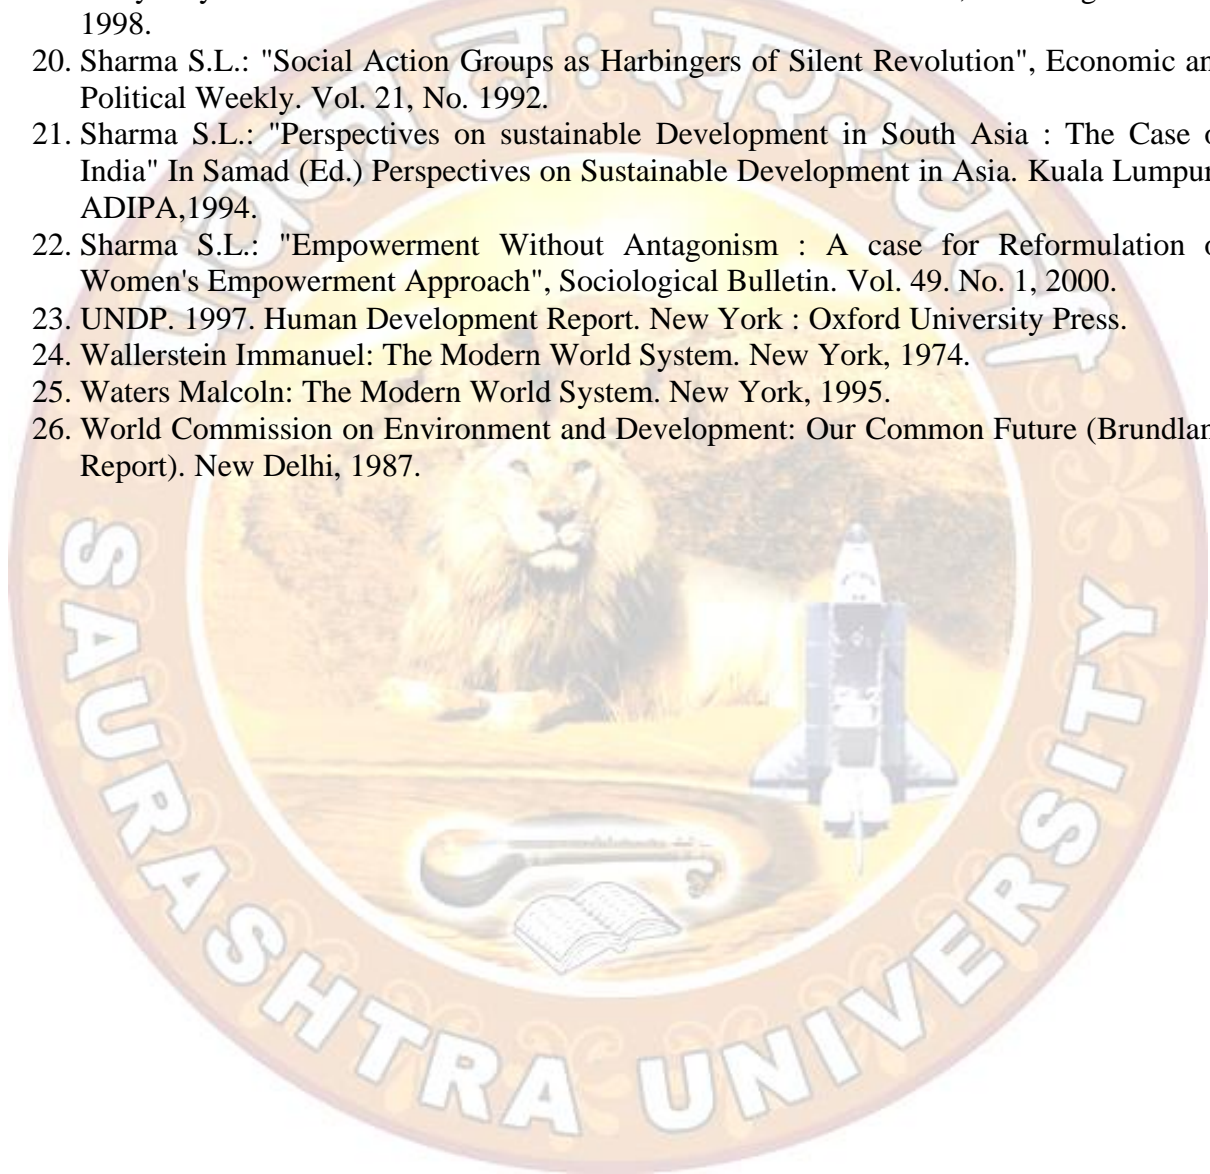 1998.
20. Sharma S.L.: "Social Action Groups as Harbingers of Silent Revolution", Economic an
Political Weekly. Vol. 21, No. 1992.
21. Sharma S.L.: "Perspectives on sustainable Development in South Asia : The Case o
India" In Samad (Ed.) Perspectives on Sustainable Development in Asia. Kuala Lumpur
ADIPA,1994.
22. Sharma S.L.: "Empowerment Without Antagonism : A case for Reformulation o
Women's Empowerment Approach", Sociological Bulletin. Vol. 49. No. 1, 2000.
23. UNDP. 1997. Human Development Report. New York : Oxford University Press.
24. Wallerstein Immanuel: The Modern World System. New York, 1974.
25. Waters Malcoln: The Modern World System. New York, 1995.
26. World Commission on Environment and Development: Our Common Future (Brundlan
Report). New Delhi, 1987.
SAURASHTRA UNIVERSITY